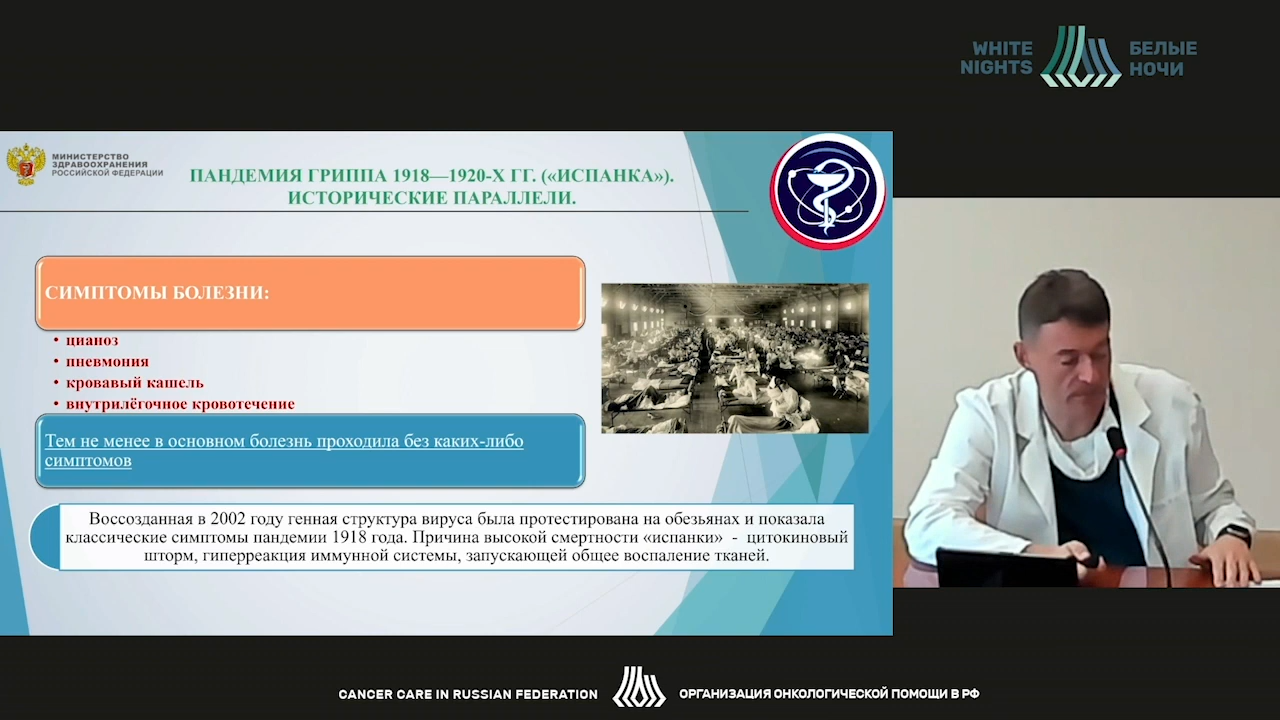 WHITE
NIGHTS
БЕЛЫЕ
НОЧИ
МИНИСТЕРСТВО
ЗДРАВООХРАНЕНИЯ
РОССИЙСКОЙ ФЕДЕРАЦИИ
ПАНДЕМИЯ ГРИППА 1918—1920-Х ГГ. («ИСПАНКА»).
ИСТОРИЧЕСКИЕ ПАРАЛЛЕЛИ.
СИМПТОМЫ БОЛЕЗНИ:
• цианоз
• пневмония
• кровавый кашель
• внутрилёгочное кровотечение
Тем не менее в основном болезнь проходила без каких-либо
симптомов
Воссозданная в 2002 году генная структура вируса была протестирована на обезьянах и показала
классические симптомы пандемии 1918 года. Причина высокой смертности «испанки» - цитокиновый
шторм, гиперреакция иммунной системы, запускающей общее воспаление тканей.
CANCER CARE IN RUSSIAN FEDERATION
ОРГАНИЗАЦИЯ ОНКОЛОГИЧЕСКОЙ ПОМОЩИ В РФ